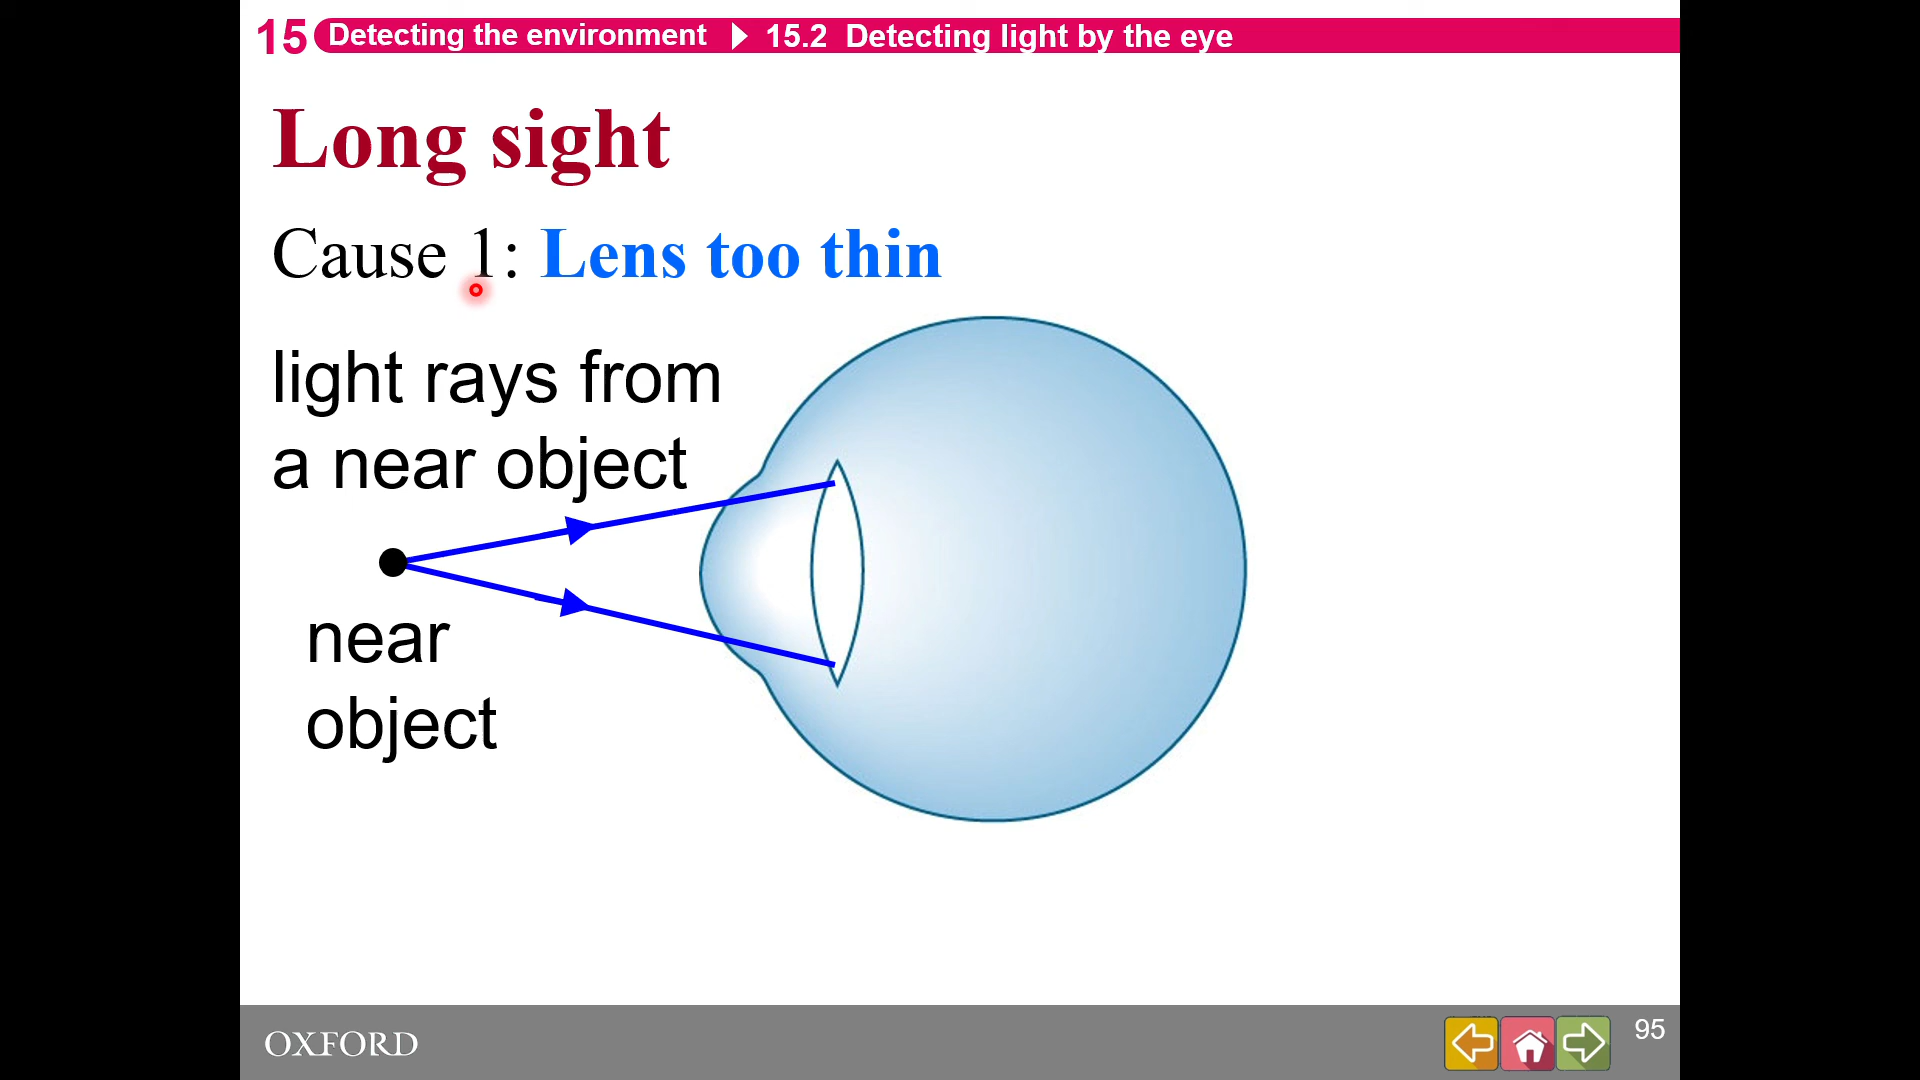 15 Detecting the environment 15.2 Detecting light by the eye
Long sight
Cause 1: Lens too thin
light rays from
a near object
near
object
OXFORD
95